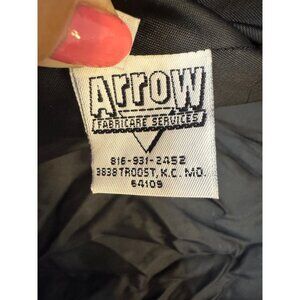 Arrow
FABRICARE SERVICES
816-931-2452
3838 TROOST, K.C. MO.
64109